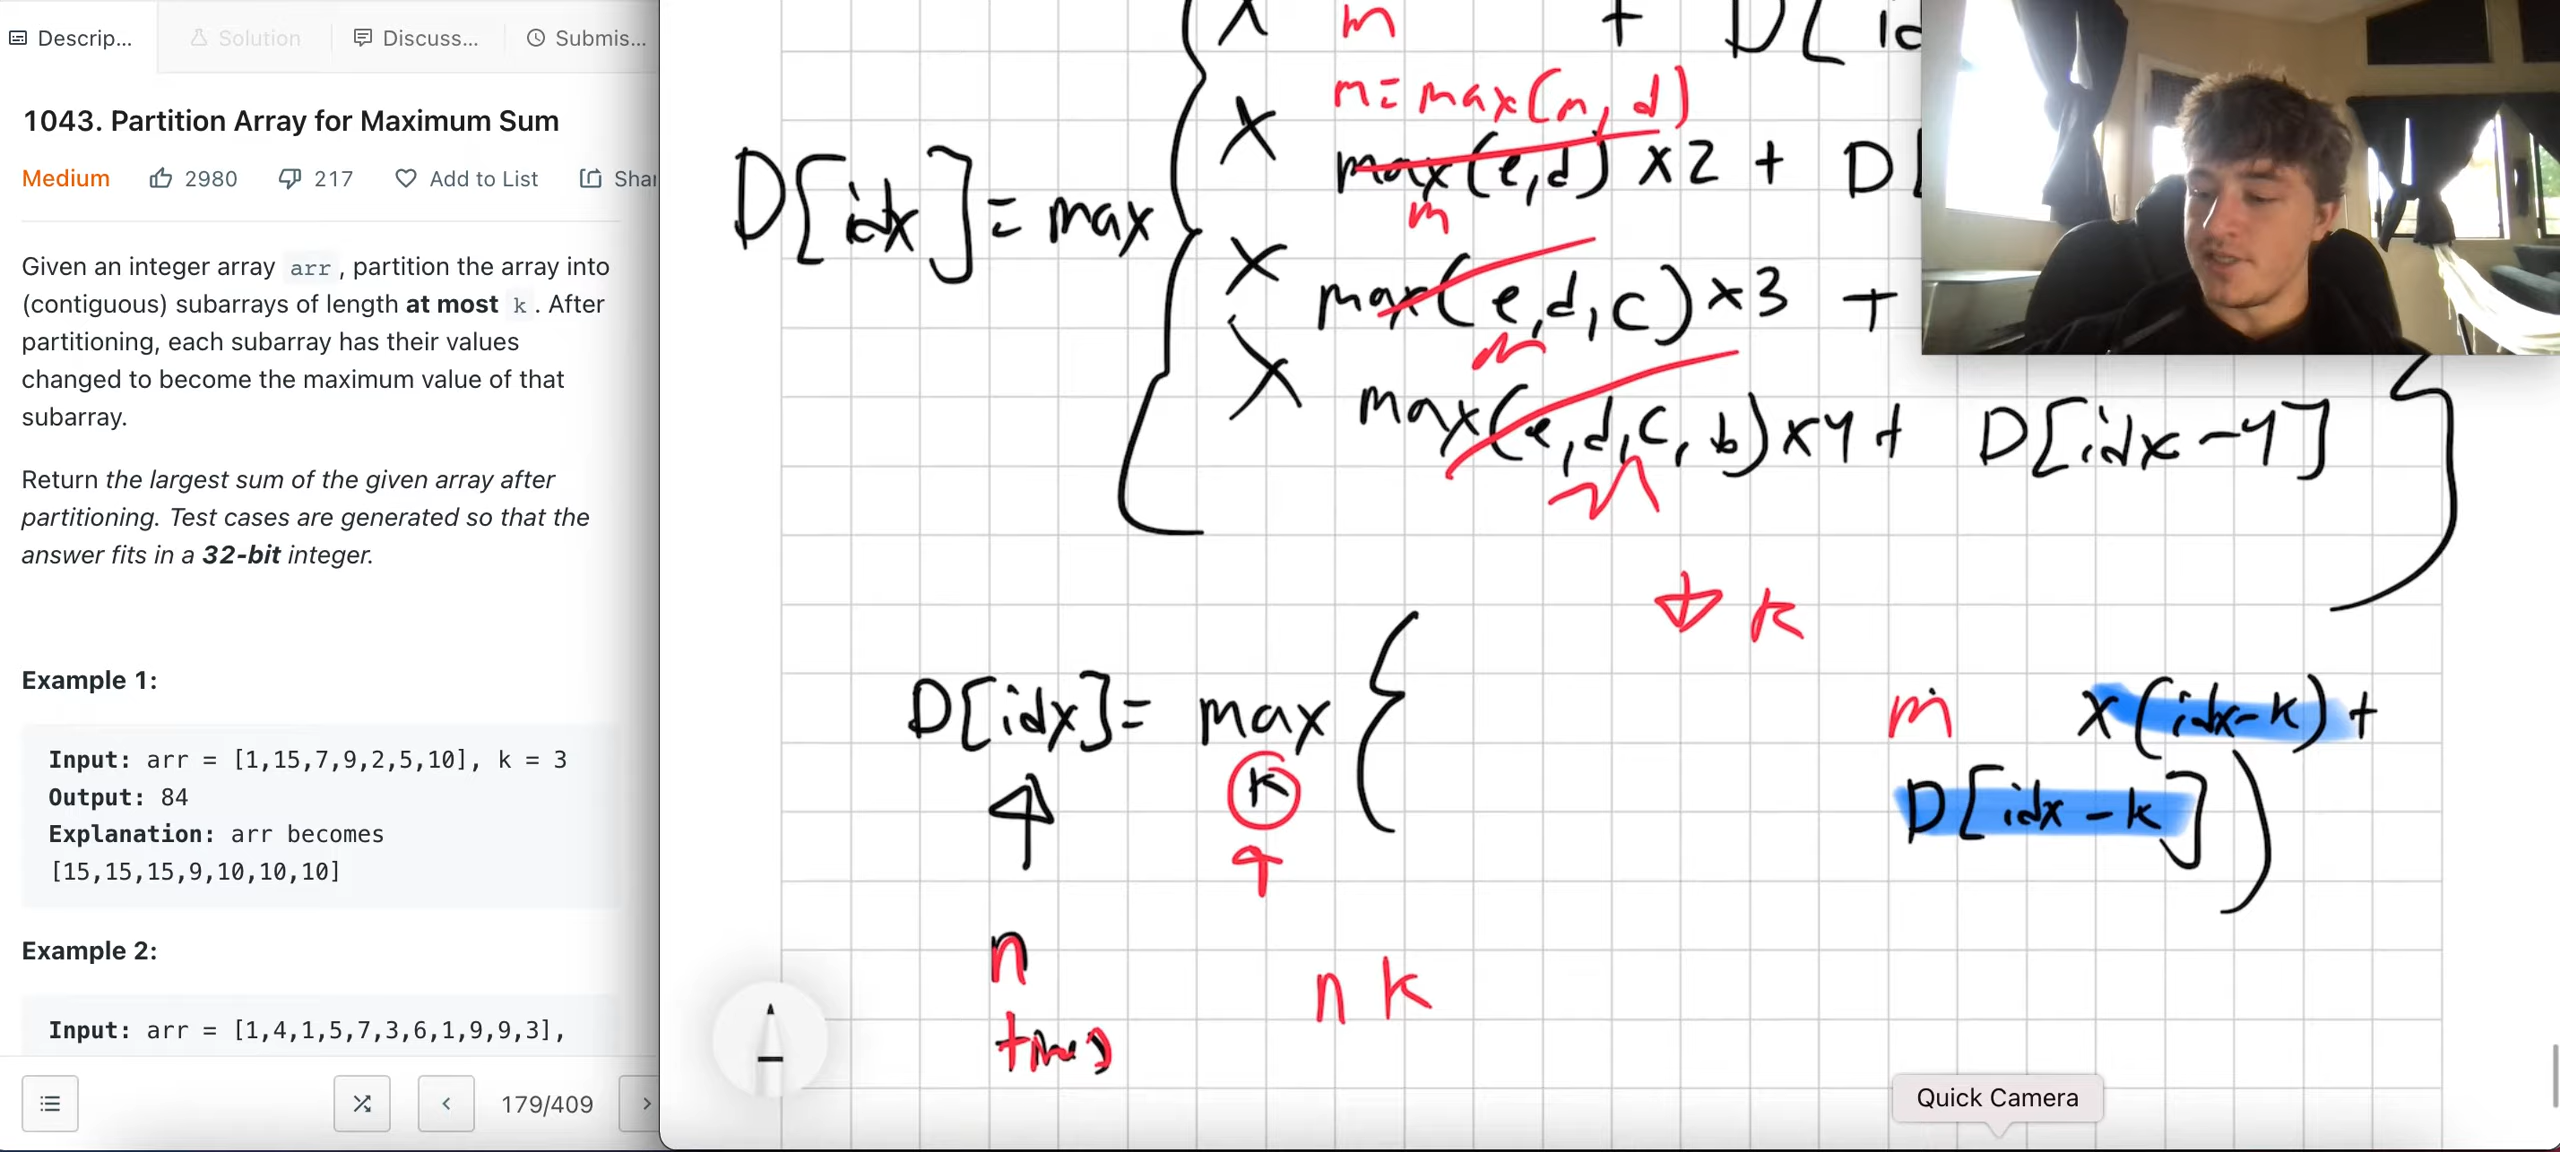 Descrip...
Solution
Discuss...
Submis...
1043. Partition Array for Maximum Sum
Medium 2980 217 Add to List Shar
Given an integer array arr , partition the array into
(contiguous) subarrays of length at most k . After
partitioning, each subarray has their values
changed to become the maximum value of that
subarray.
Return the largest sum of the given array after
partitioning. Test cases are generated so that the
answer fits in a 32-bit integer.
Example 1:
Input: arr = [1,15,7,9,2,5,10], k = 3
Output: 84
Explanation: arr becomes
[15,15,15,9,10,10,10]
Example 2:
Input: arr = [1,4,1,5,7,3,6,1,9,9,3],
179/409
X m + D[ id
m = max(m, d)
X max(e,d) x2 + D[
m
D[idx] = max
X max(e,d,c) x3 +
m
X max(e,d,c,b) x4 + D[idx-4]
m
k
D[idx] = max { m x (idx-k) +
k
D[idx-k] )
n
times
n k
Quick Camera